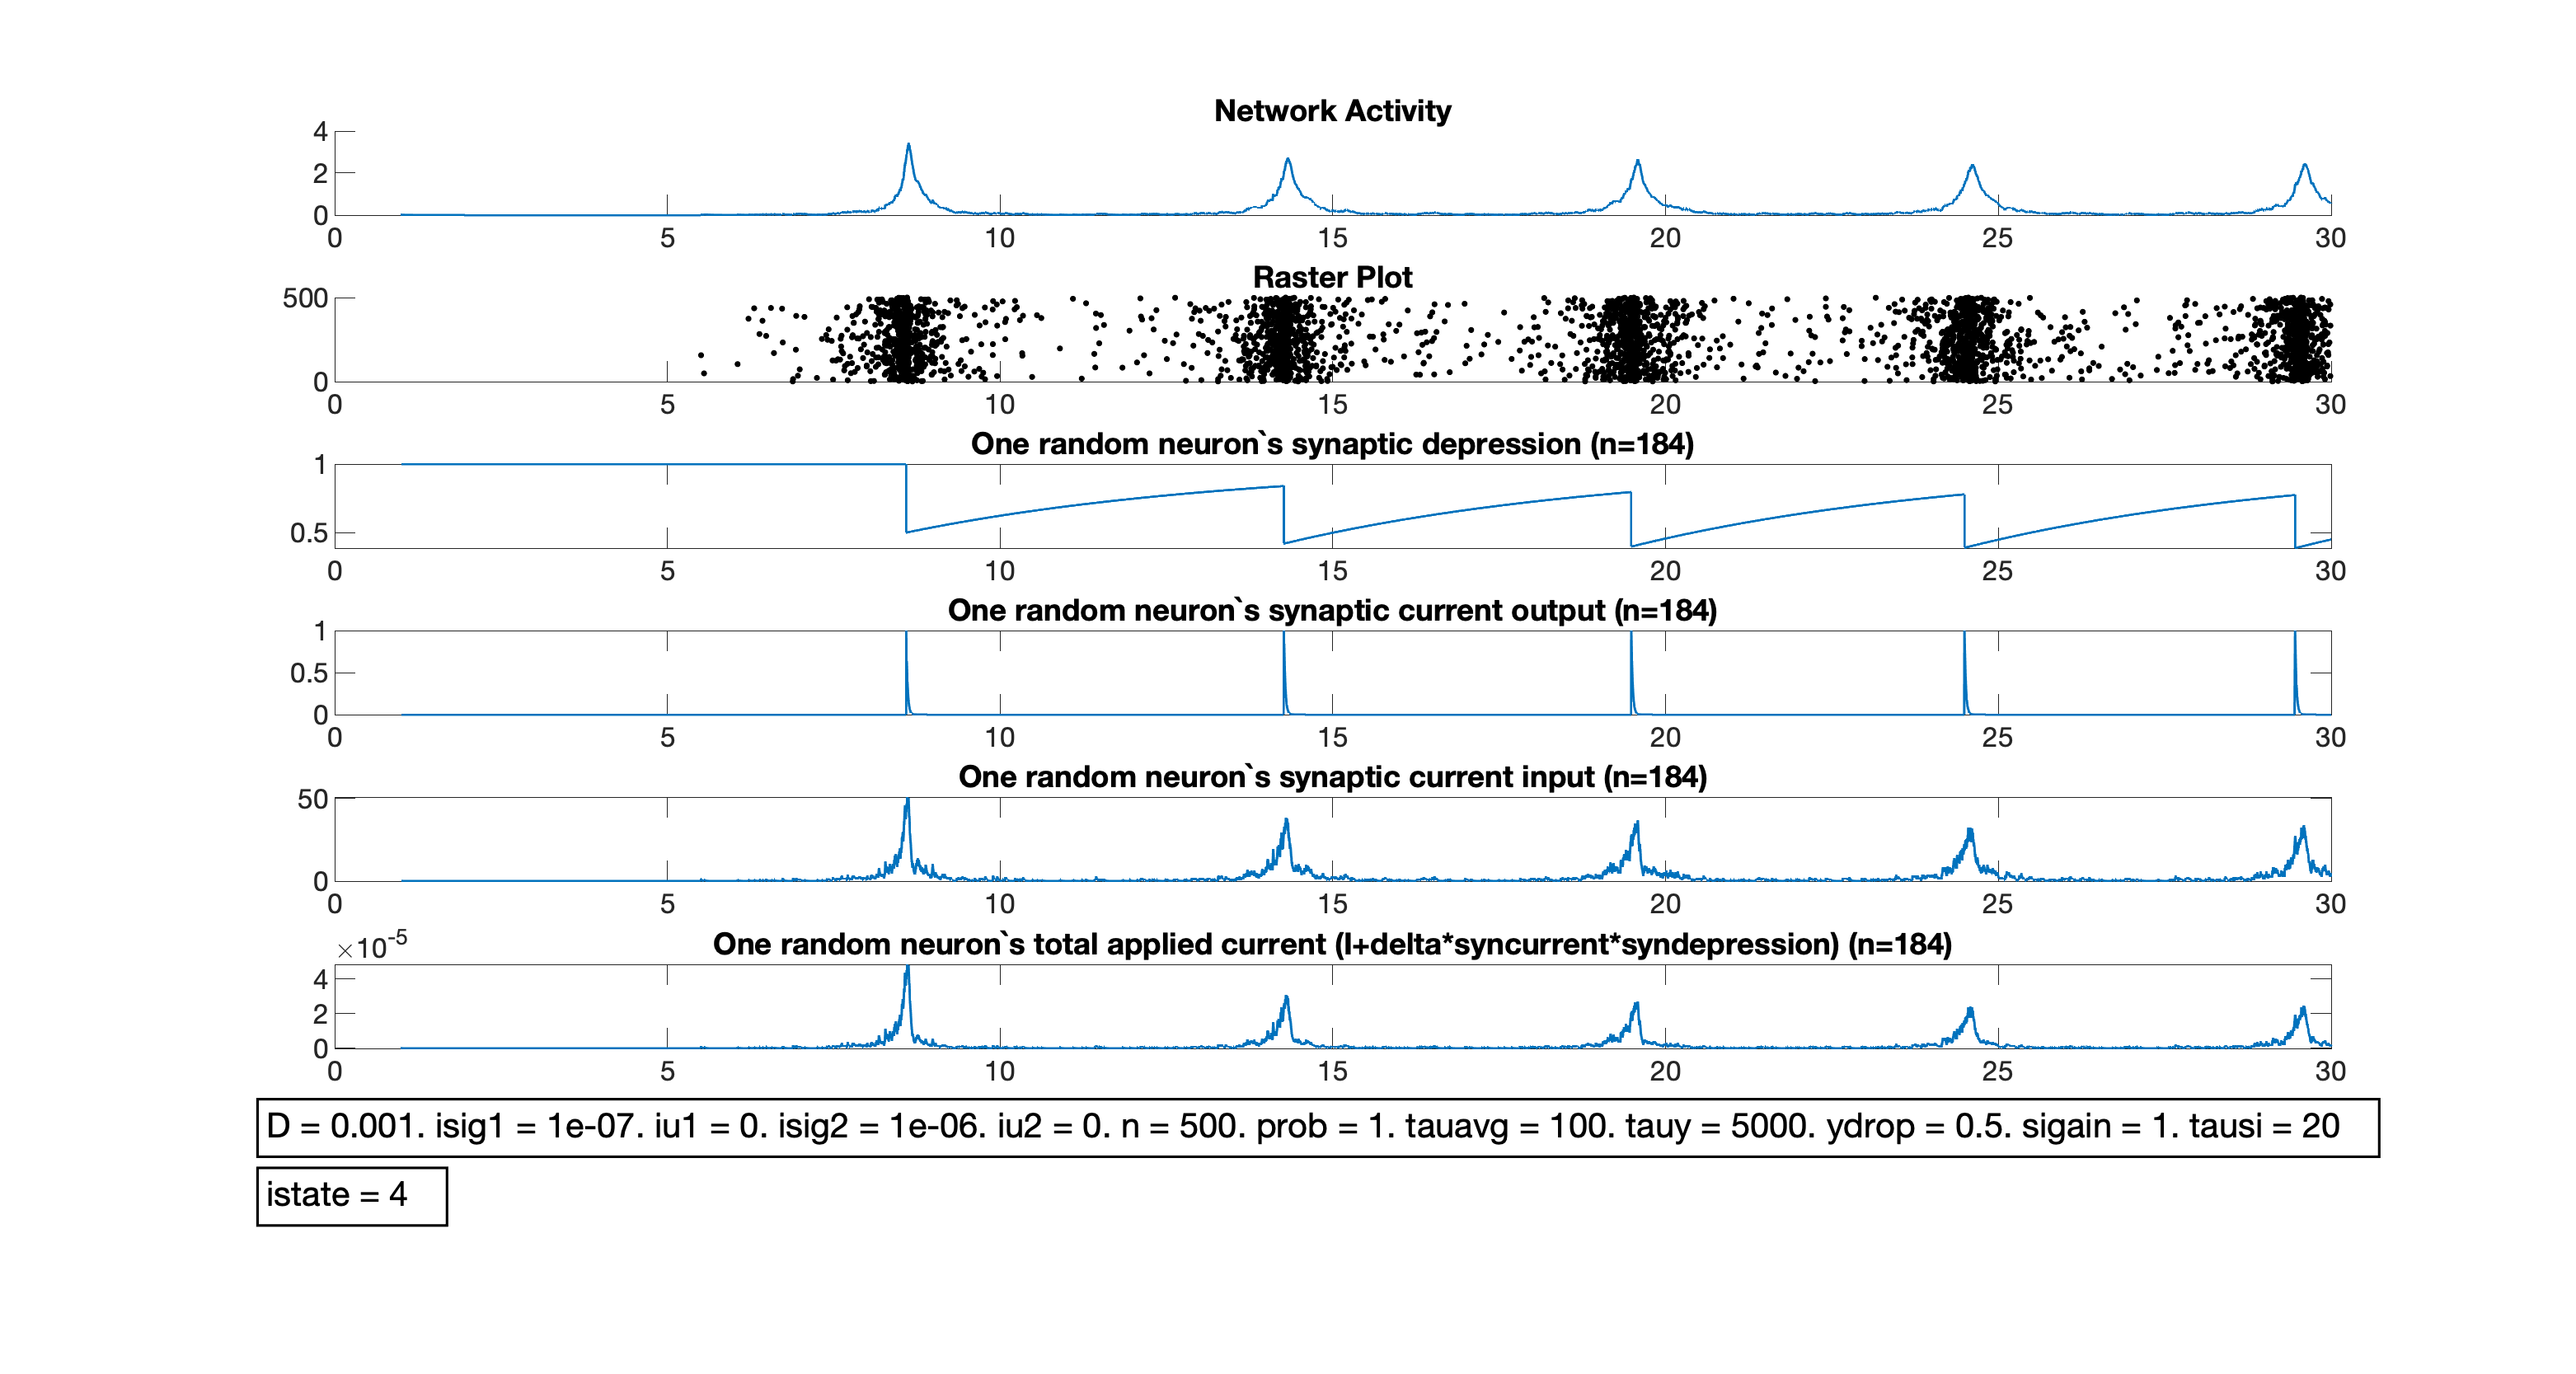 Network Activity
4
2
0
0 5 10 15 20 25 30
Raster Plot
500
0
0 5 10 15 20 25 30
One random neuron`s synaptic depression (n=184)
1
0.5
0 5 10 15 20 25 30
One random neuron`s synaptic current output (n=184)
1
0.5
0
0 5 10 15 20 25 30
One random neuron`s synaptic current input (n=184)
50
0
0 5 10 15 20 25 30
×10-5
One random neuron`s total applied current (I+delta*syncurrent*syndepression) (n=184)
4
2
0
0 5 10 15 20 25 30
D = 0.001. isig1 = 1e-07. iu1 = 0. isig2 = 1e-06. iu2 = 0. n = 500. prob = 1. tauavg = 100. tauy = 5000. ydrop = 0.5. sigain = 1. tausi = 20
istate = 4